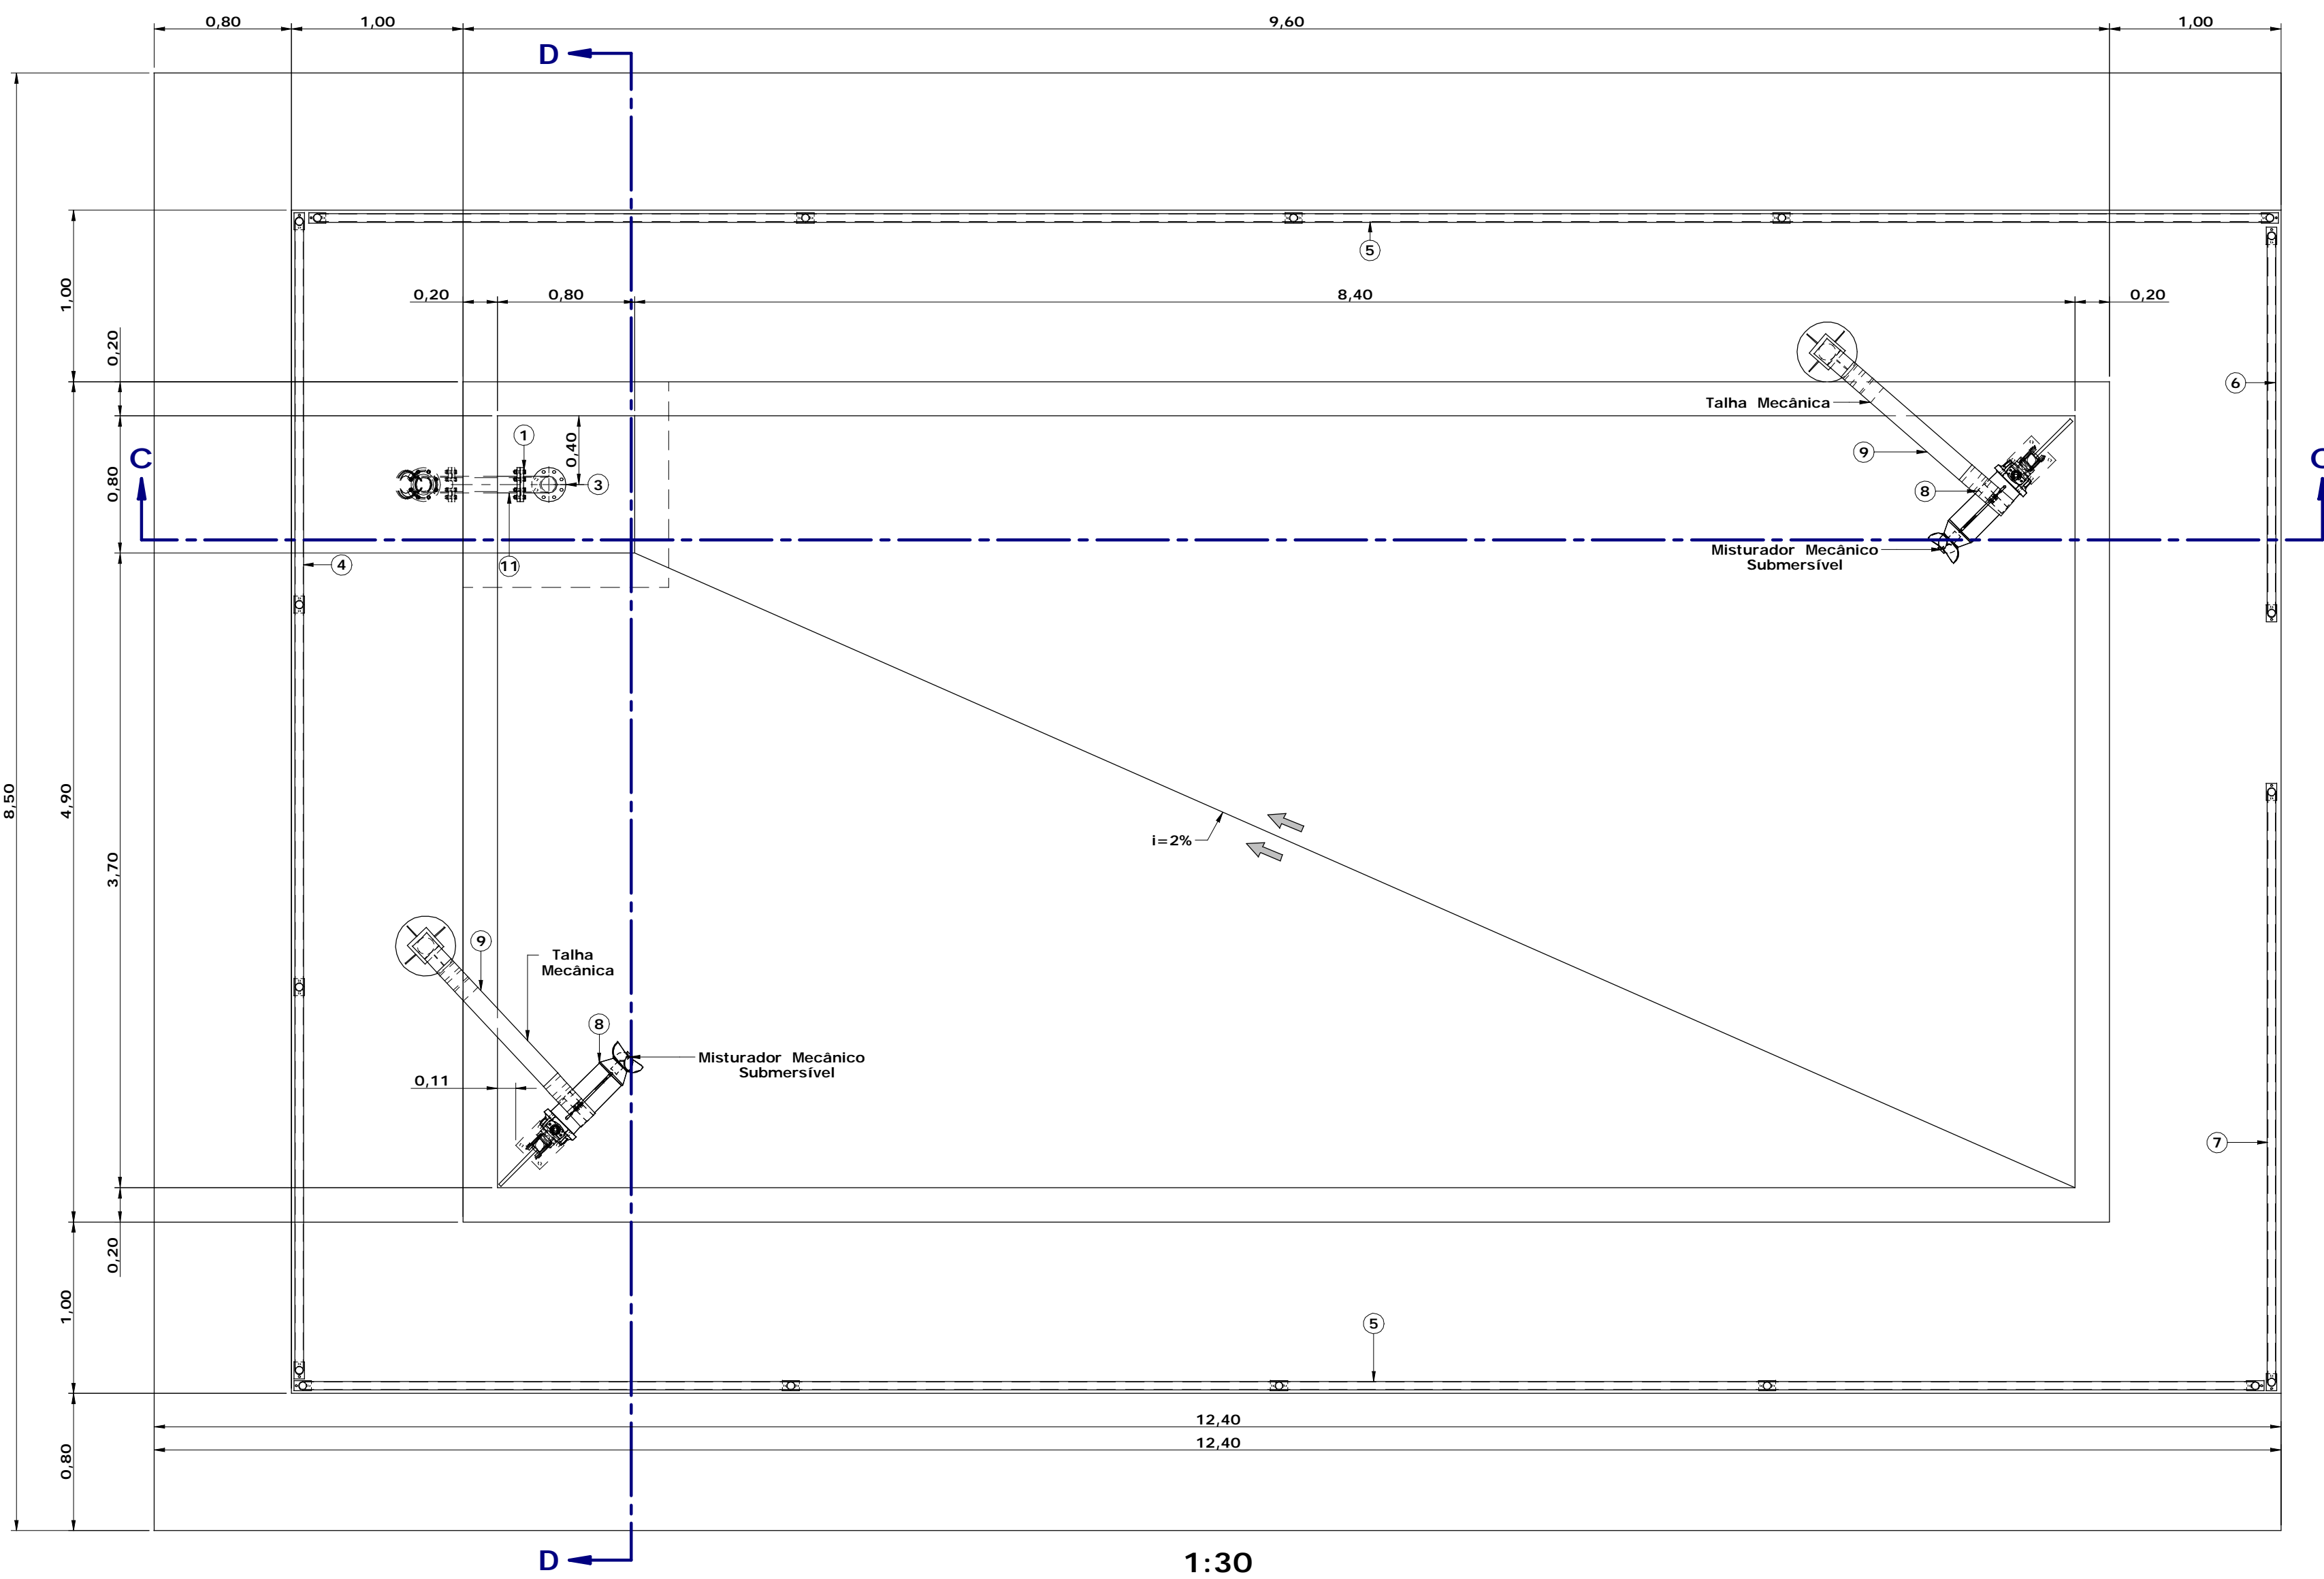 0,80
1,00
9,60
1,00
D
5
1,00
0,20
0,80
8,40
0,20
0,20
6
Talha Mecânica
1
0,40
9
C
C
0,80
3
8
11
4
Misturador Mecânico
Submersível
8,50
4,90
3,70
i=2%
9
Talha
Mecânica
8
Misturador Mecânico
Submersível
0,11
7
0,20
1,00
5
12,40
12,40
0,80
D
1:30